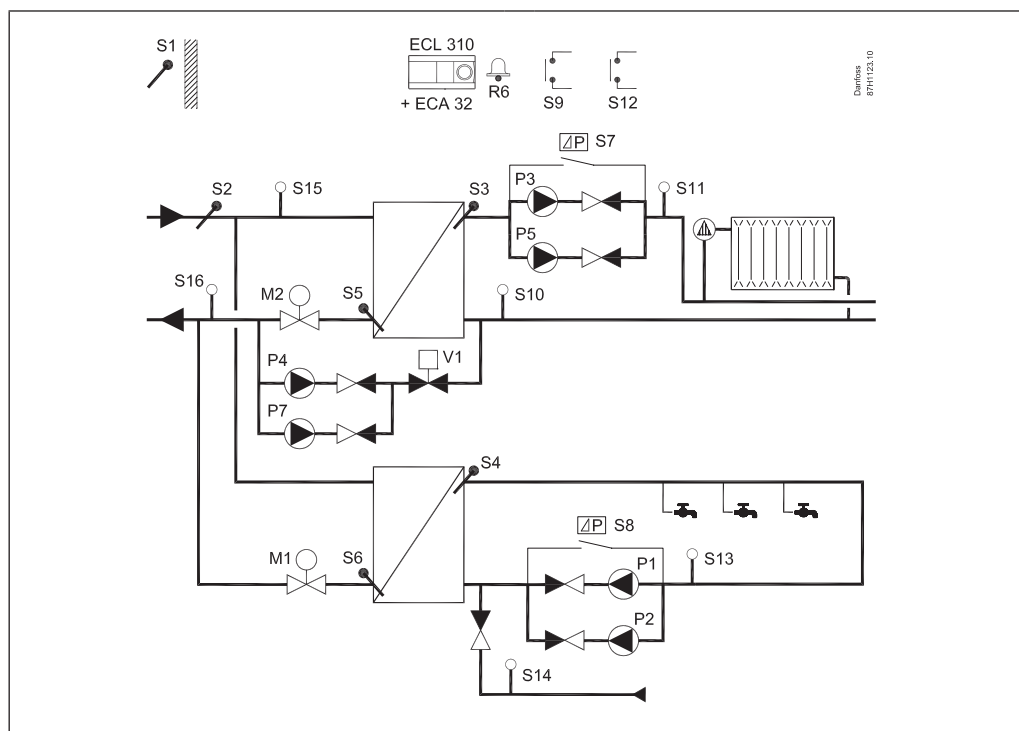 S1
ECL 310
+ ECA 32
R6
S9
S12
Danfoss
87H1123.10
S2
S15
S3
⊿P
S7
P3
P5
S11
S16
M2
S5
S10
P4
V1
P7
S4
⊿P
S8
M1
S6
P1
S13
P2
S14